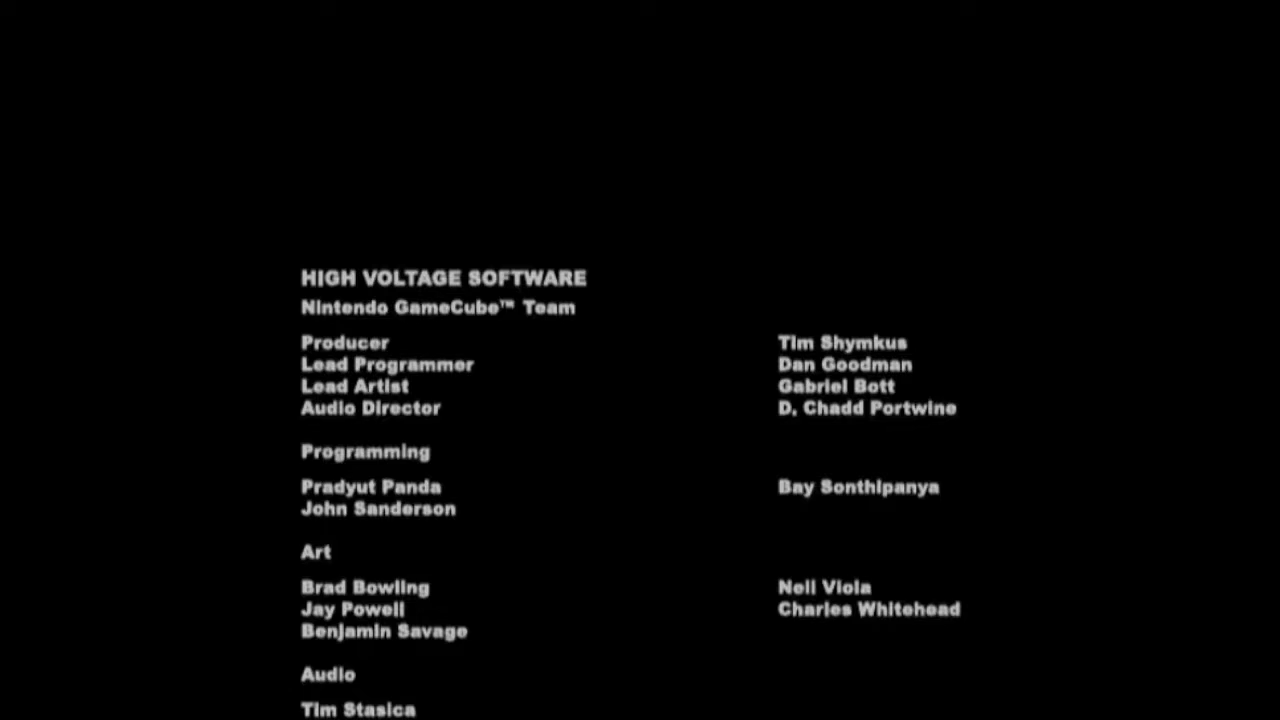 HIGH VOLTAGE SOFTWARE
Nintendo GameCube™ Team
Producer Tim Shymkus
Lead Programmer Dan Goodman
Lead Artist Gabriel Bott
Audio Director D. Chadd Portwine
Programming
Pradyut Panda Bay Sonthipanya
John Sanderson
Art
Brad Bowling Neil Viola
Jay Powell Charles Whitehead
Benjamin Savage
Audio
Tim Stasica